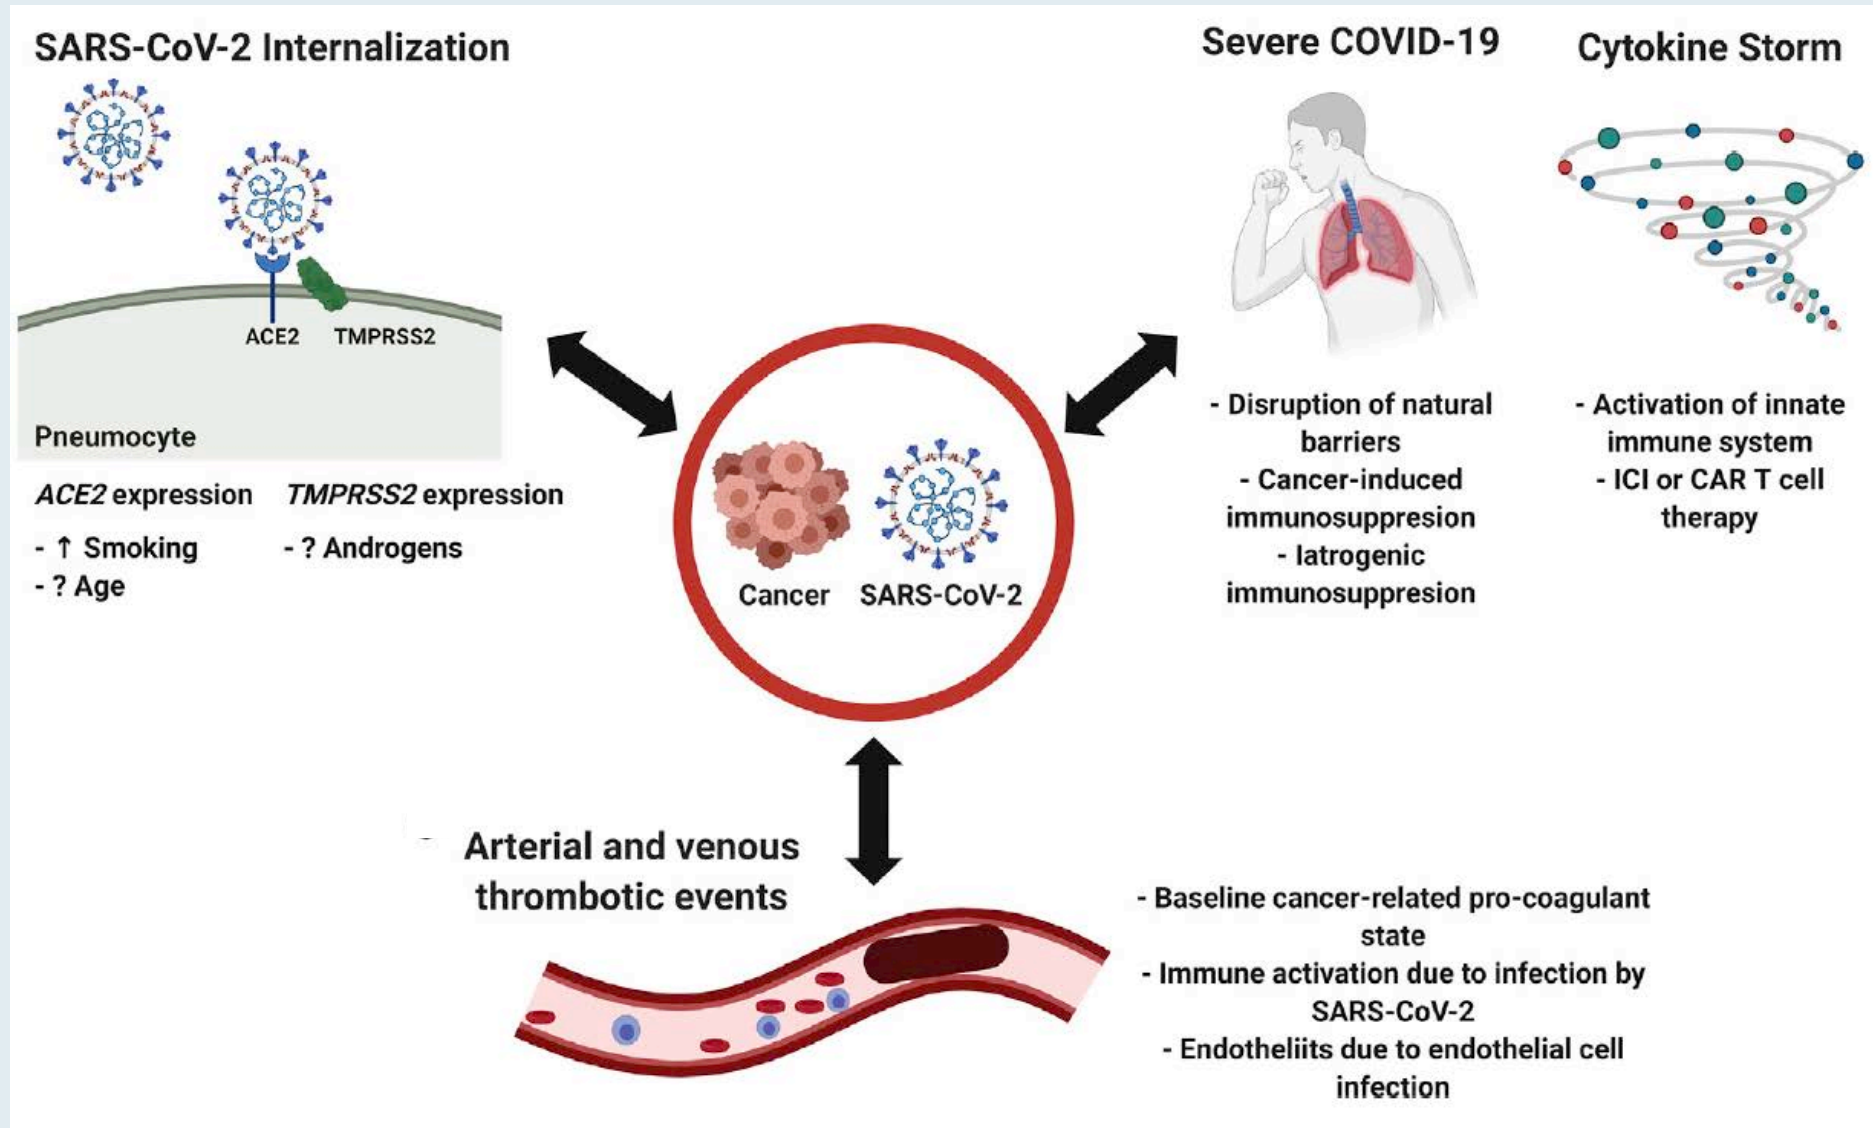 SARS-CoV-2 Internalization
ACE2
TMPRSS2
Pneumocyte
ACE2 expression
- ↑ Smoking
- ? Age
TMPRSS2 expression
- ? Androgens
Cancer
SARS-CoV-2
Severe COVID-19
- Disruption of natural
barriers
- Cancer-induced
immunosuppresion
- Iatrogenic
immunosuppresion
Cytokine Storm
- Activation of innate
immune system
- ICI or CAR T cell
therapy
Arterial and venous
thrombotic events
- Baseline cancer-related pro-coagulant
state
- Immune activation due to infection by
SARS-CoV-2
- Endotheliits due to endothelial cell
infection